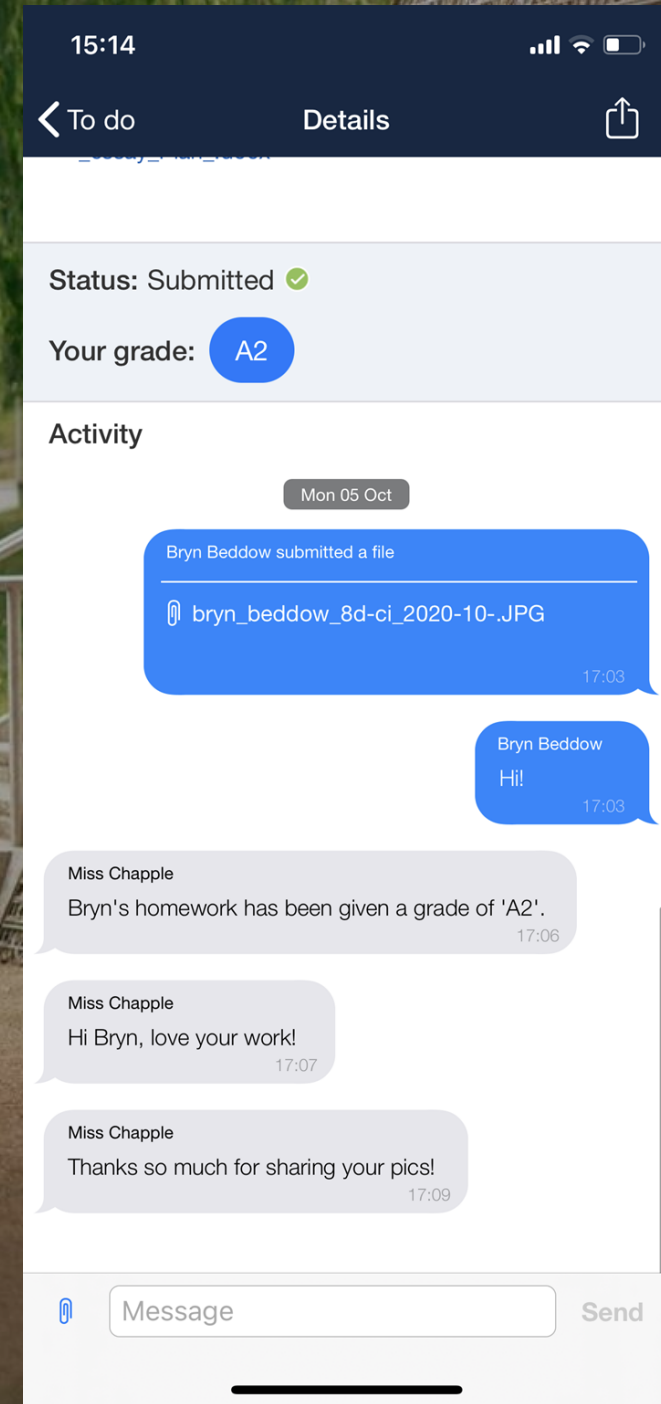 15:14
To do
Details
Status: Submitted
Your grade: A2
Activity
Mon 05 Oct
Bryn Beddow submitted a file
bryn_beddow_8d-ci_2020-10-.JPG
17:03
Bryn Beddow
Hi!
17:03
Miss Chapple
Bryn's homework has been given a grade of 'A2'.
17:06
Miss Chapple
Hi Bryn, love your work!
17:07
Miss Chapple
Thanks so much for sharing your pics!
17:09
Message
Send